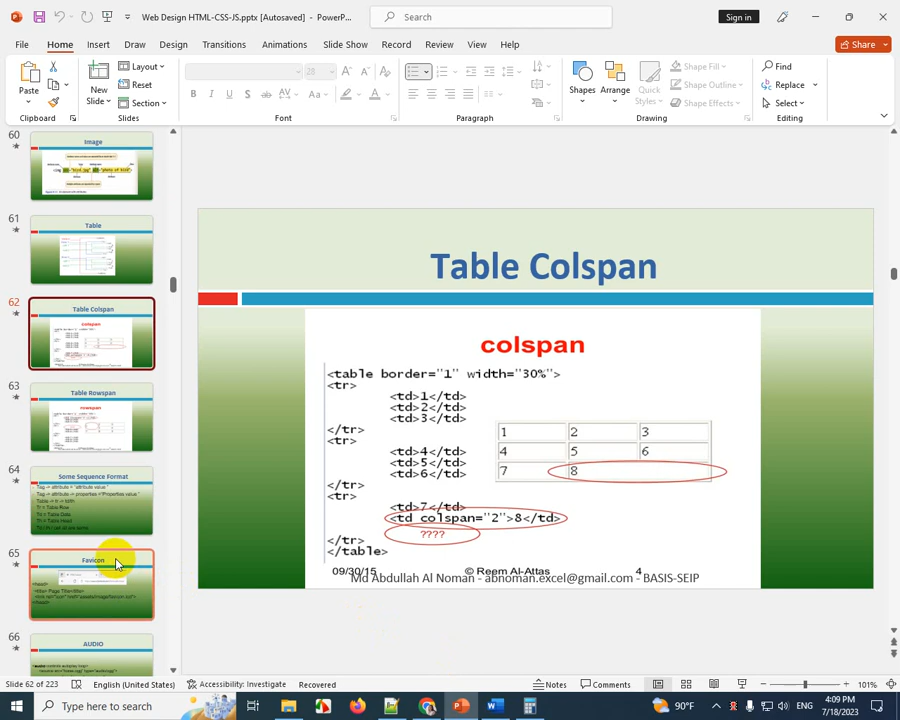 Web Design HTML-CSS-JS.pptx [Autosaved] - PowerP...
Search
Sign in
File
Home
Insert
Draw
Design
Transitions
Animations
Slide Show
Record
Review
View
Help
Share
Paste
Clipboard
New Slide
Layout
Reset
Section
Slides
28
Font
Paragraph
Shapes
Arrange
Quick Styles
Shape Fill
Shape Outline
Shape Effects
Drawing
Find
Replace
Select
Editing
60
Image
61
Table
62
Table Colspan
colspan
63
Table Rowspan
rowspan
64
Some Sequence Format
Tag -> attribute = "attribute value"
65
Favicon
66
AUDIO
Table Colspan
colspan
<table border="1" width="30%">
<tr>
<td>1</td>
<td>2</td>
<td>3</td>
</tr>
<tr>
<td>4</td>
<td>5</td>
<td>6</td>
</tr>
<tr>
<td>7</td>
<td colspan="2">8</td>
????
</tr>
</table>
1 2 3
4 5 6
7 8
09/30/15
© Reem Al-Attas
4
Md Abdullah Al Noman - abnoman.excel@gmail.com - BASIS-SEIP
Slide 62 of 223
English (United States)
Accessibility: Investigate
Recovered
Notes
Comments
101%
Type here to search
90°F
4:09 PM
7/18/2023